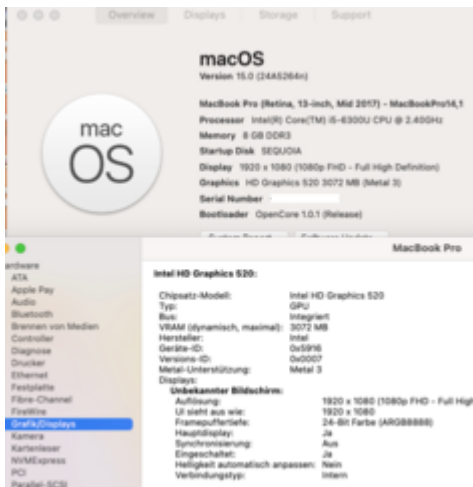 Overview Displays Storage Support
macOS
Version 15.0 (24A5264n)
MacBook Pro (Retina, 13-inch, Mid 2017) - MacBookPro14,1
Processor Intel(R) Core(TM) i5-6300U CPU @ 2.40GHz
Memory 8 GB DDR3
Startup Disk SEQUOIA
Display 1920 x 1080 (1080p FHD - Full High Definition)
Graphics HD Graphics 520 3072 MB (Metal 3)
Serial Number
Bootloader OpenCore 1.0.1 (Release)
mac
OS
System Report... Software Update...
MacBook Pro
ardware
ATA
Apple Pay
Audio
Bluetooth
Brennen von Medien
Controller
Diagnose
Drucker
Ethernet
Festplatte
Fibre-Channel
FireWire
Grafik/Displays
Kamera
Kartenleser
NVMExpress
PCI
Parallel-SCSI
Intel HD Graphics 520:
Chipsatz-Modell: Intel HD Graphics 520
Typ: GPU
Bus: Integriert
VRAM (dynamisch, maximal): 3072 MB
Hersteller: Intel
Geräte-ID: 0x5916
Versions-ID: 0x0007
Metal-Unterstützung: Metal 3
Displays:
Unbekannter Bildschirm:
Auflösung: 1920 x 1080 (1080p FHD - Full High
UI sieht aus wie: 1920 x 1080
Framepuffertiefe: 24-Bit Farbe (ARGB8888)
Hauptdisplay: Ja
Synchronisierung: Aus
Eingeschaltet: Ja
Helligkeit automatisch anpassen: Nein
Verbindungstyp: Intern